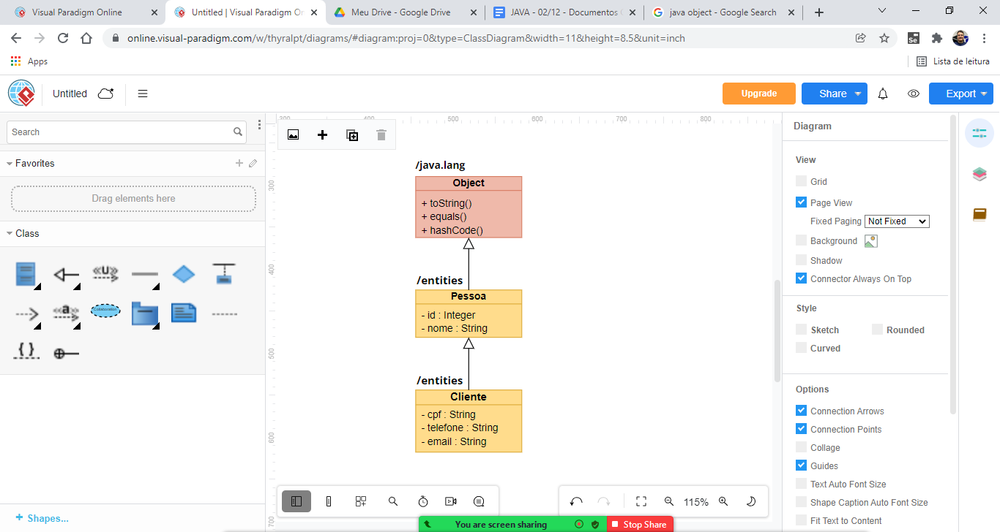 Visual Paradigm Online
Untitled | Visual Paradigm On
Meu Drive - Google Drive
JAVA - 02/12 - Documentos
java object - Google Search
online.visual-paradigm.com/w/thyralpt/diagrams/#diagram:proj=0&type=ClassDiagram&width=11&height=8.5&unit=inch
Se
Apps
Lista de leitura
Untitled
Upgrade
Share
Export
Search
Favorites
Drag elements here
Class
<<U>>
<<a>>
Collaboration
{ }
Shapes...
300 400 500 600 700 800
300
400
500
600
700
/java.lang
Object
+ toString()
+ equals()
+ hashCode()
/entities
Pessoa
- id : Integer
- nome : String
/entities
Cliente
- cpf : String
- telefone : String
- email : String
115%
You are screen sharing
Stop Share
Diagram
View
Grid
Page View
Fixed Paging
Not Fixed
Background
Shadow
Connector Always On Top
Style
Sketch
Rounded
Curved
Options
Connection Arrows
Connection Points
Collage
Guides
Text Auto Font Size
Shape Caption Auto Font Size
Fit Text to Content